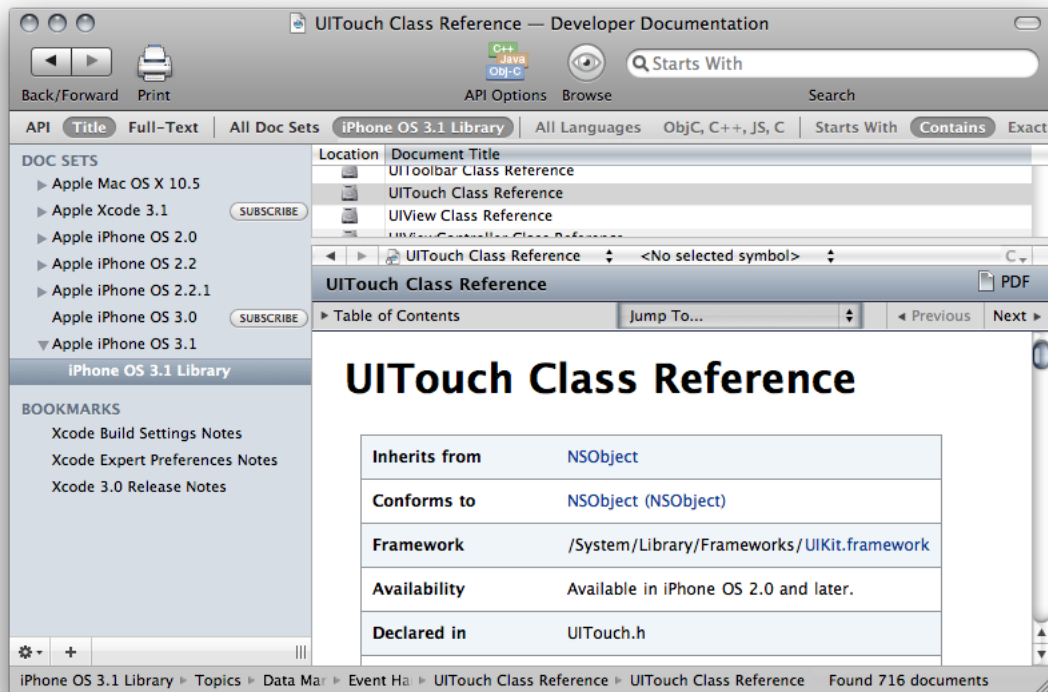 UITouch Class Reference — Developer Documentation
C++
Java
Obj-C
Starts With
Back/Forward Print API Options Browse Search
API Title Full-Text All Doc Sets iPhone OS 3.1 Library All Languages ObjC, C++, JS, C Starts With Contains Exact
DOC SETS
Apple Mac OS X 10.5
Apple Xcode 3.1 SUBSCRIBE
Apple iPhone OS 2.0
Apple iPhone OS 2.2
Apple iPhone OS 2.2.1
Apple iPhone OS 3.0 SUBSCRIBE
Apple iPhone OS 3.1
iPhone OS 3.1 Library
BOOKMARKS
Xcode Build Settings Notes
Xcode Expert Preferences Notes
Xcode 3.0 Release Notes
Location Document Title
UIToolbar Class Reference
UITouch Class Reference
UIView Class Reference
UIViewController Class Reference
UITouch Class Reference <No selected symbol> C
UITouch Class Reference PDF
Table of Contents Jump To... Previous Next
UITouch Class Reference
Inherits from NSObject
Conforms to NSObject (NSObject)
Framework /System/Library/Frameworks/UIKit.framework
Availability Available in iPhone OS 2.0 and later.
Declared in UITouch.h
iPhone OS 3.1 Library Topics Data Mar Event Ha UITouch Class Reference UITouch Class Reference Found 716 documents